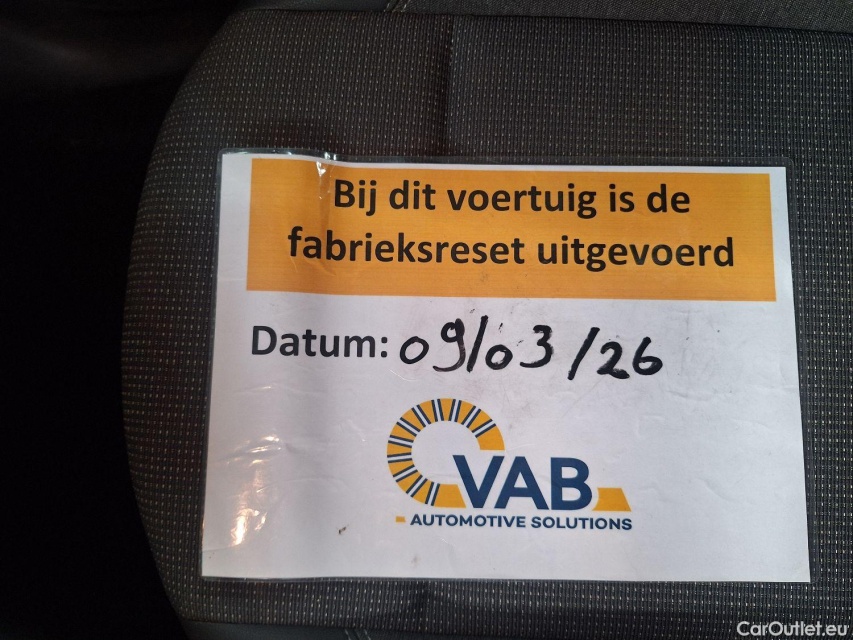 Bij dit voertuig is de
fabrieksreset uitgevoerd
Datum: 09/03/26
VAB
AUTOMOTIVE SOLUTIONS
CarOutlet.eu